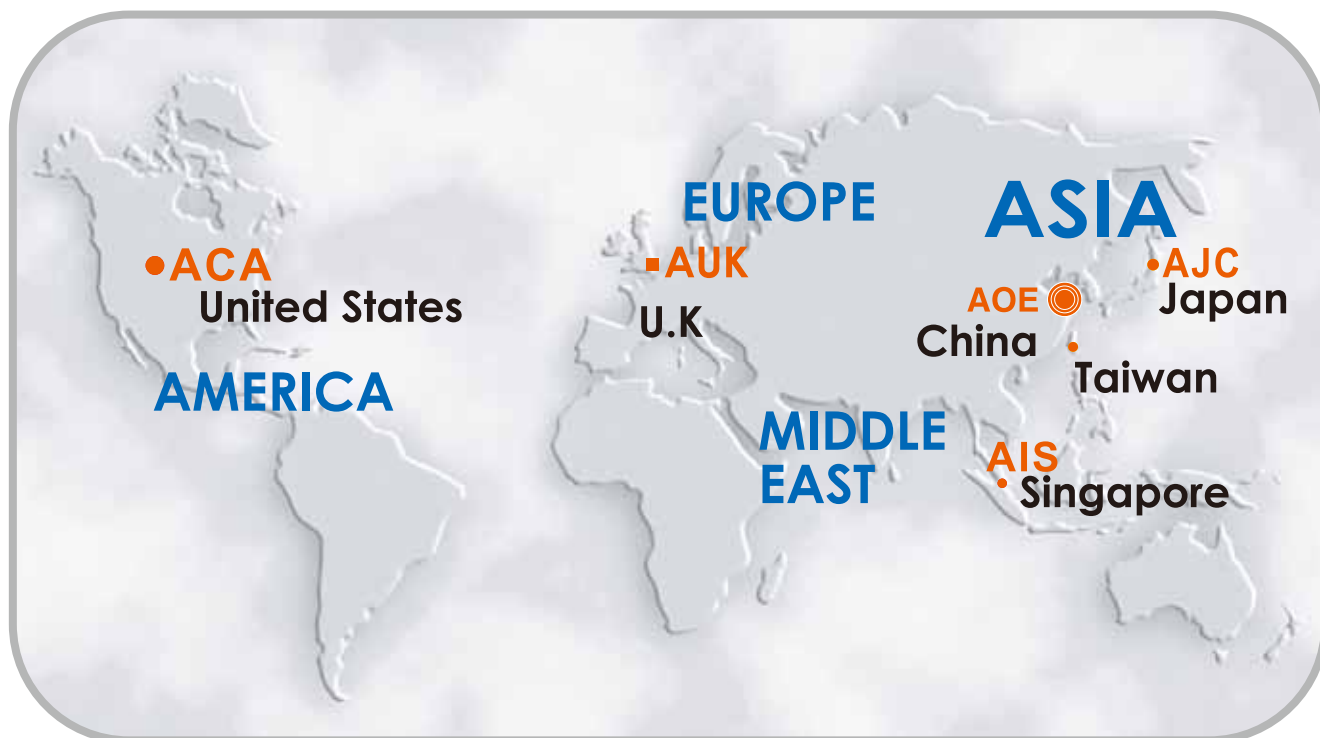 EUROPE
ASIA
ACA
United States
AUK
U.K
AJC
Japan
AOE
China
Taiwan
AMERICA
MIDDLE
EAST
AIS
Singapore